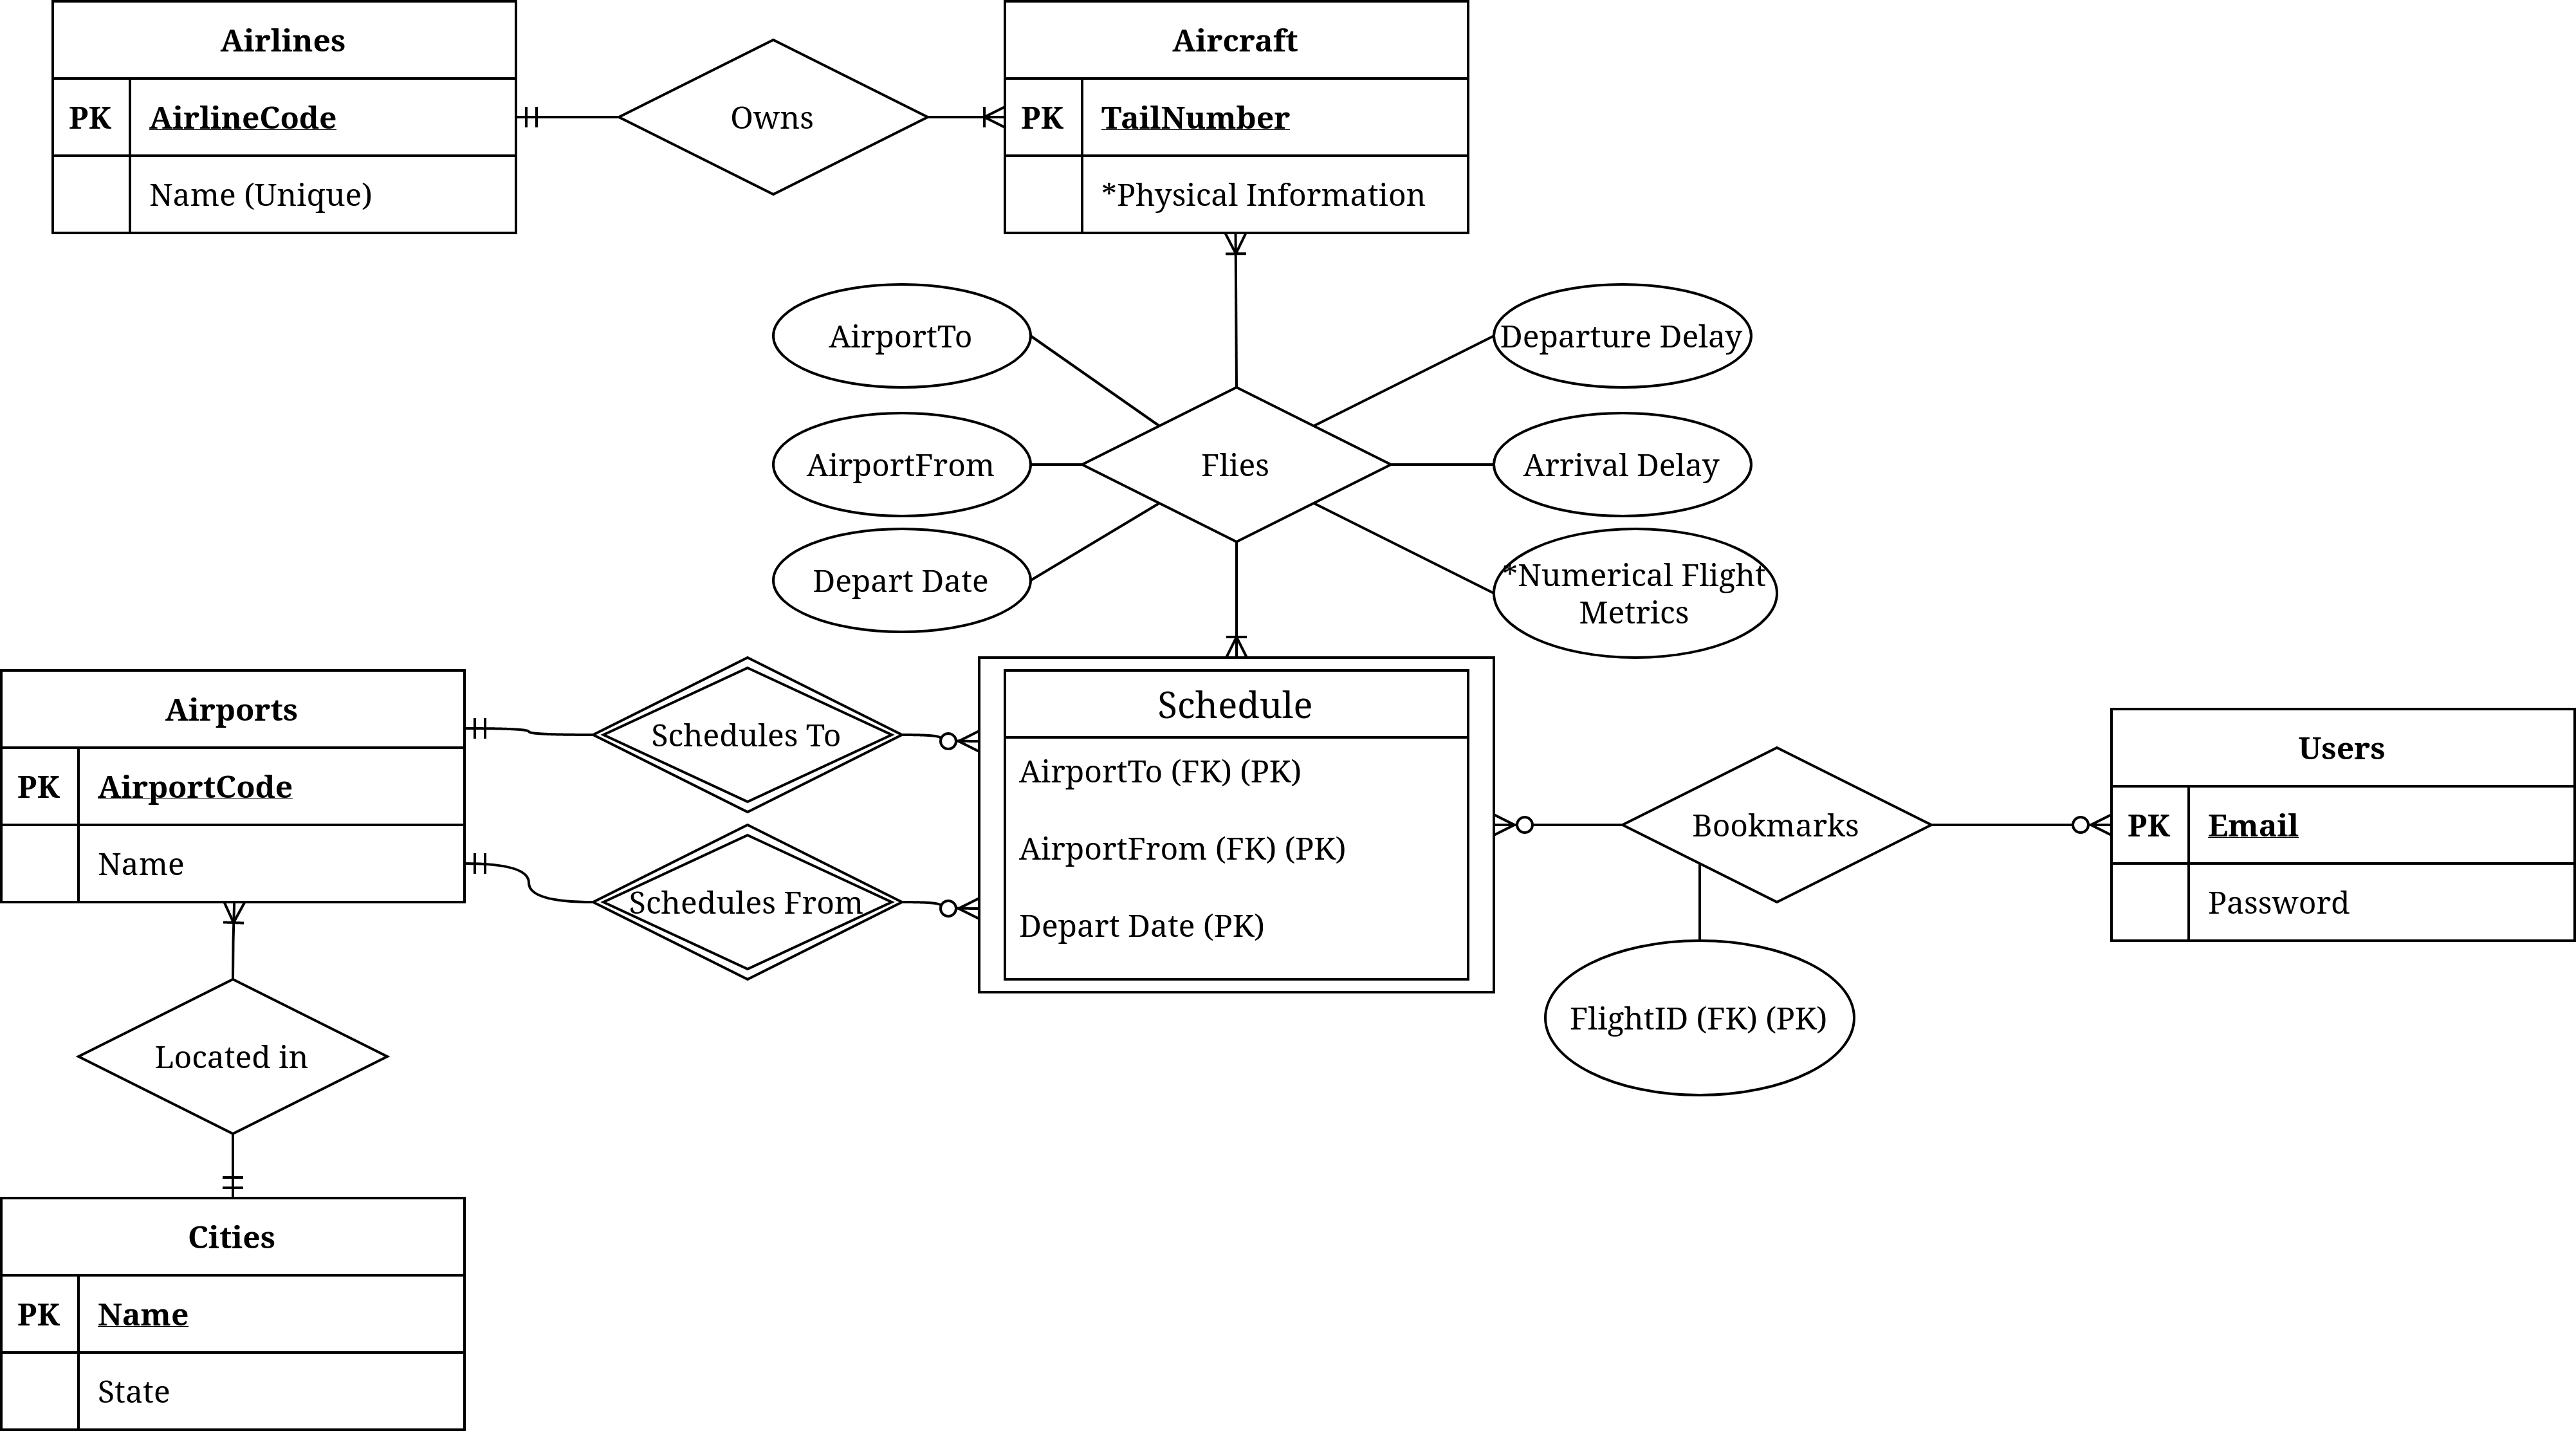 Airlines
PK AirlineCode
Name (Unique)
Owns
Aircraft
PK TailNumber
*Physical Information
AirportTo
AirportFrom
Depart Date
Flies
Departure Delay
Arrival Delay
*Numerical Flight
Metrics
Airports
PK AirportCode
Name
Schedules To
Schedules From
Schedule
AirportTo (FK) (PK)
AirportFrom (FK) (PK)
Depart Date (PK)
Bookmarks
FlightID (FK) (PK)
Users
PK Email
Password
Located in
Cities
PK Name
State